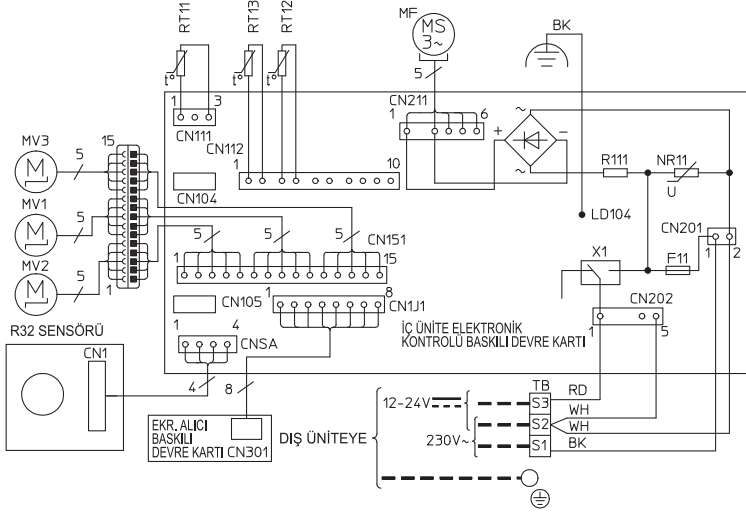 RT11
RT13
RT12
MF
MS
3~
BK
t°
t°
t°
5
1
3
CN111
CN211
1
6
~
+
−
~
R111
NR11
U
MV3
15
5
CN112
1
10
CN104
LD104
MV1
5
CN201
1
2
5
5
5
CN151
1
15
X1
F11
MV2
5
1
CN105
1
8
CN1J1
CN202
1
5
R32 SENSÖRÜ
CN1
1
4
CNSA
İÇ ÜNİTE ELEKTRONİK
KONTROLÜ BASKILI DEVRE KARTI
4
8
TB
12-24V
S3
RD
WH
S2
WH
230V~
S1
BK
EKR. ALICI
BASKILI
DEVRE KARTI CN301
DIŞ ÜNİTEYE